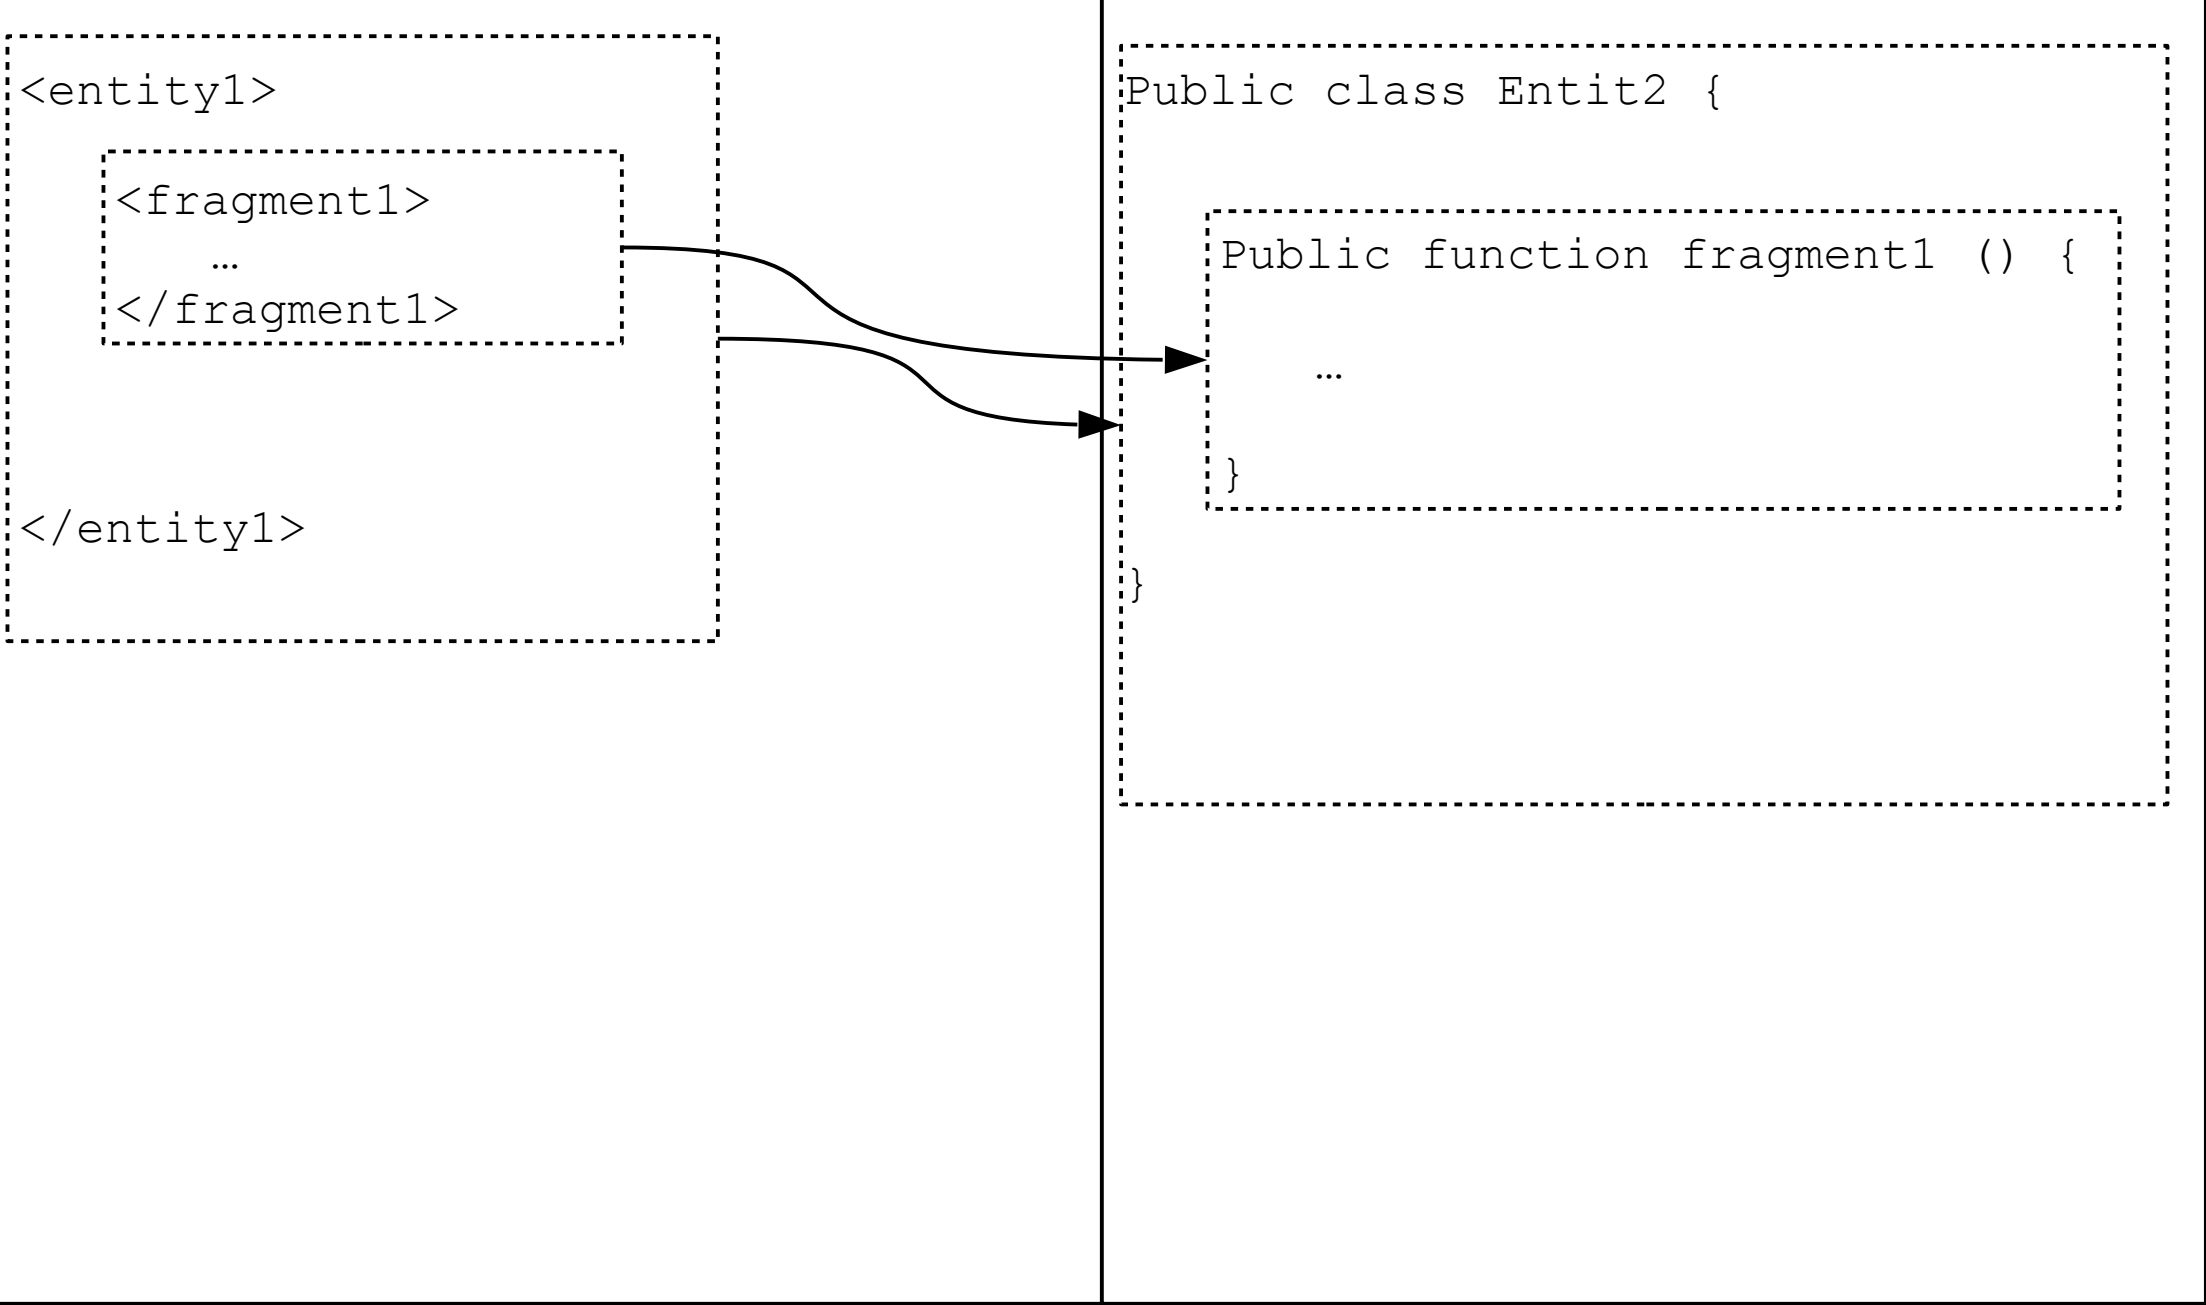 <entity1>
<fragment1>
…
</fragment1>
</entity1>
Public class Entit2 {
Public function fragment1 () {
…
}
}